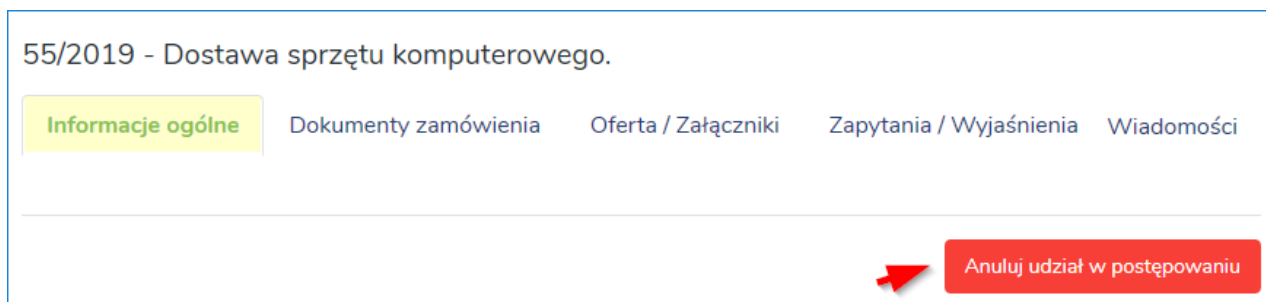 55/2019 - Dostawa sprzętu komputerowego.
Informacje ogólne Dokumenty zamówienia Oferta / Załączniki Zapytania / Wyjaśnienia Wiadomości
Anuluj udział w postępowaniu